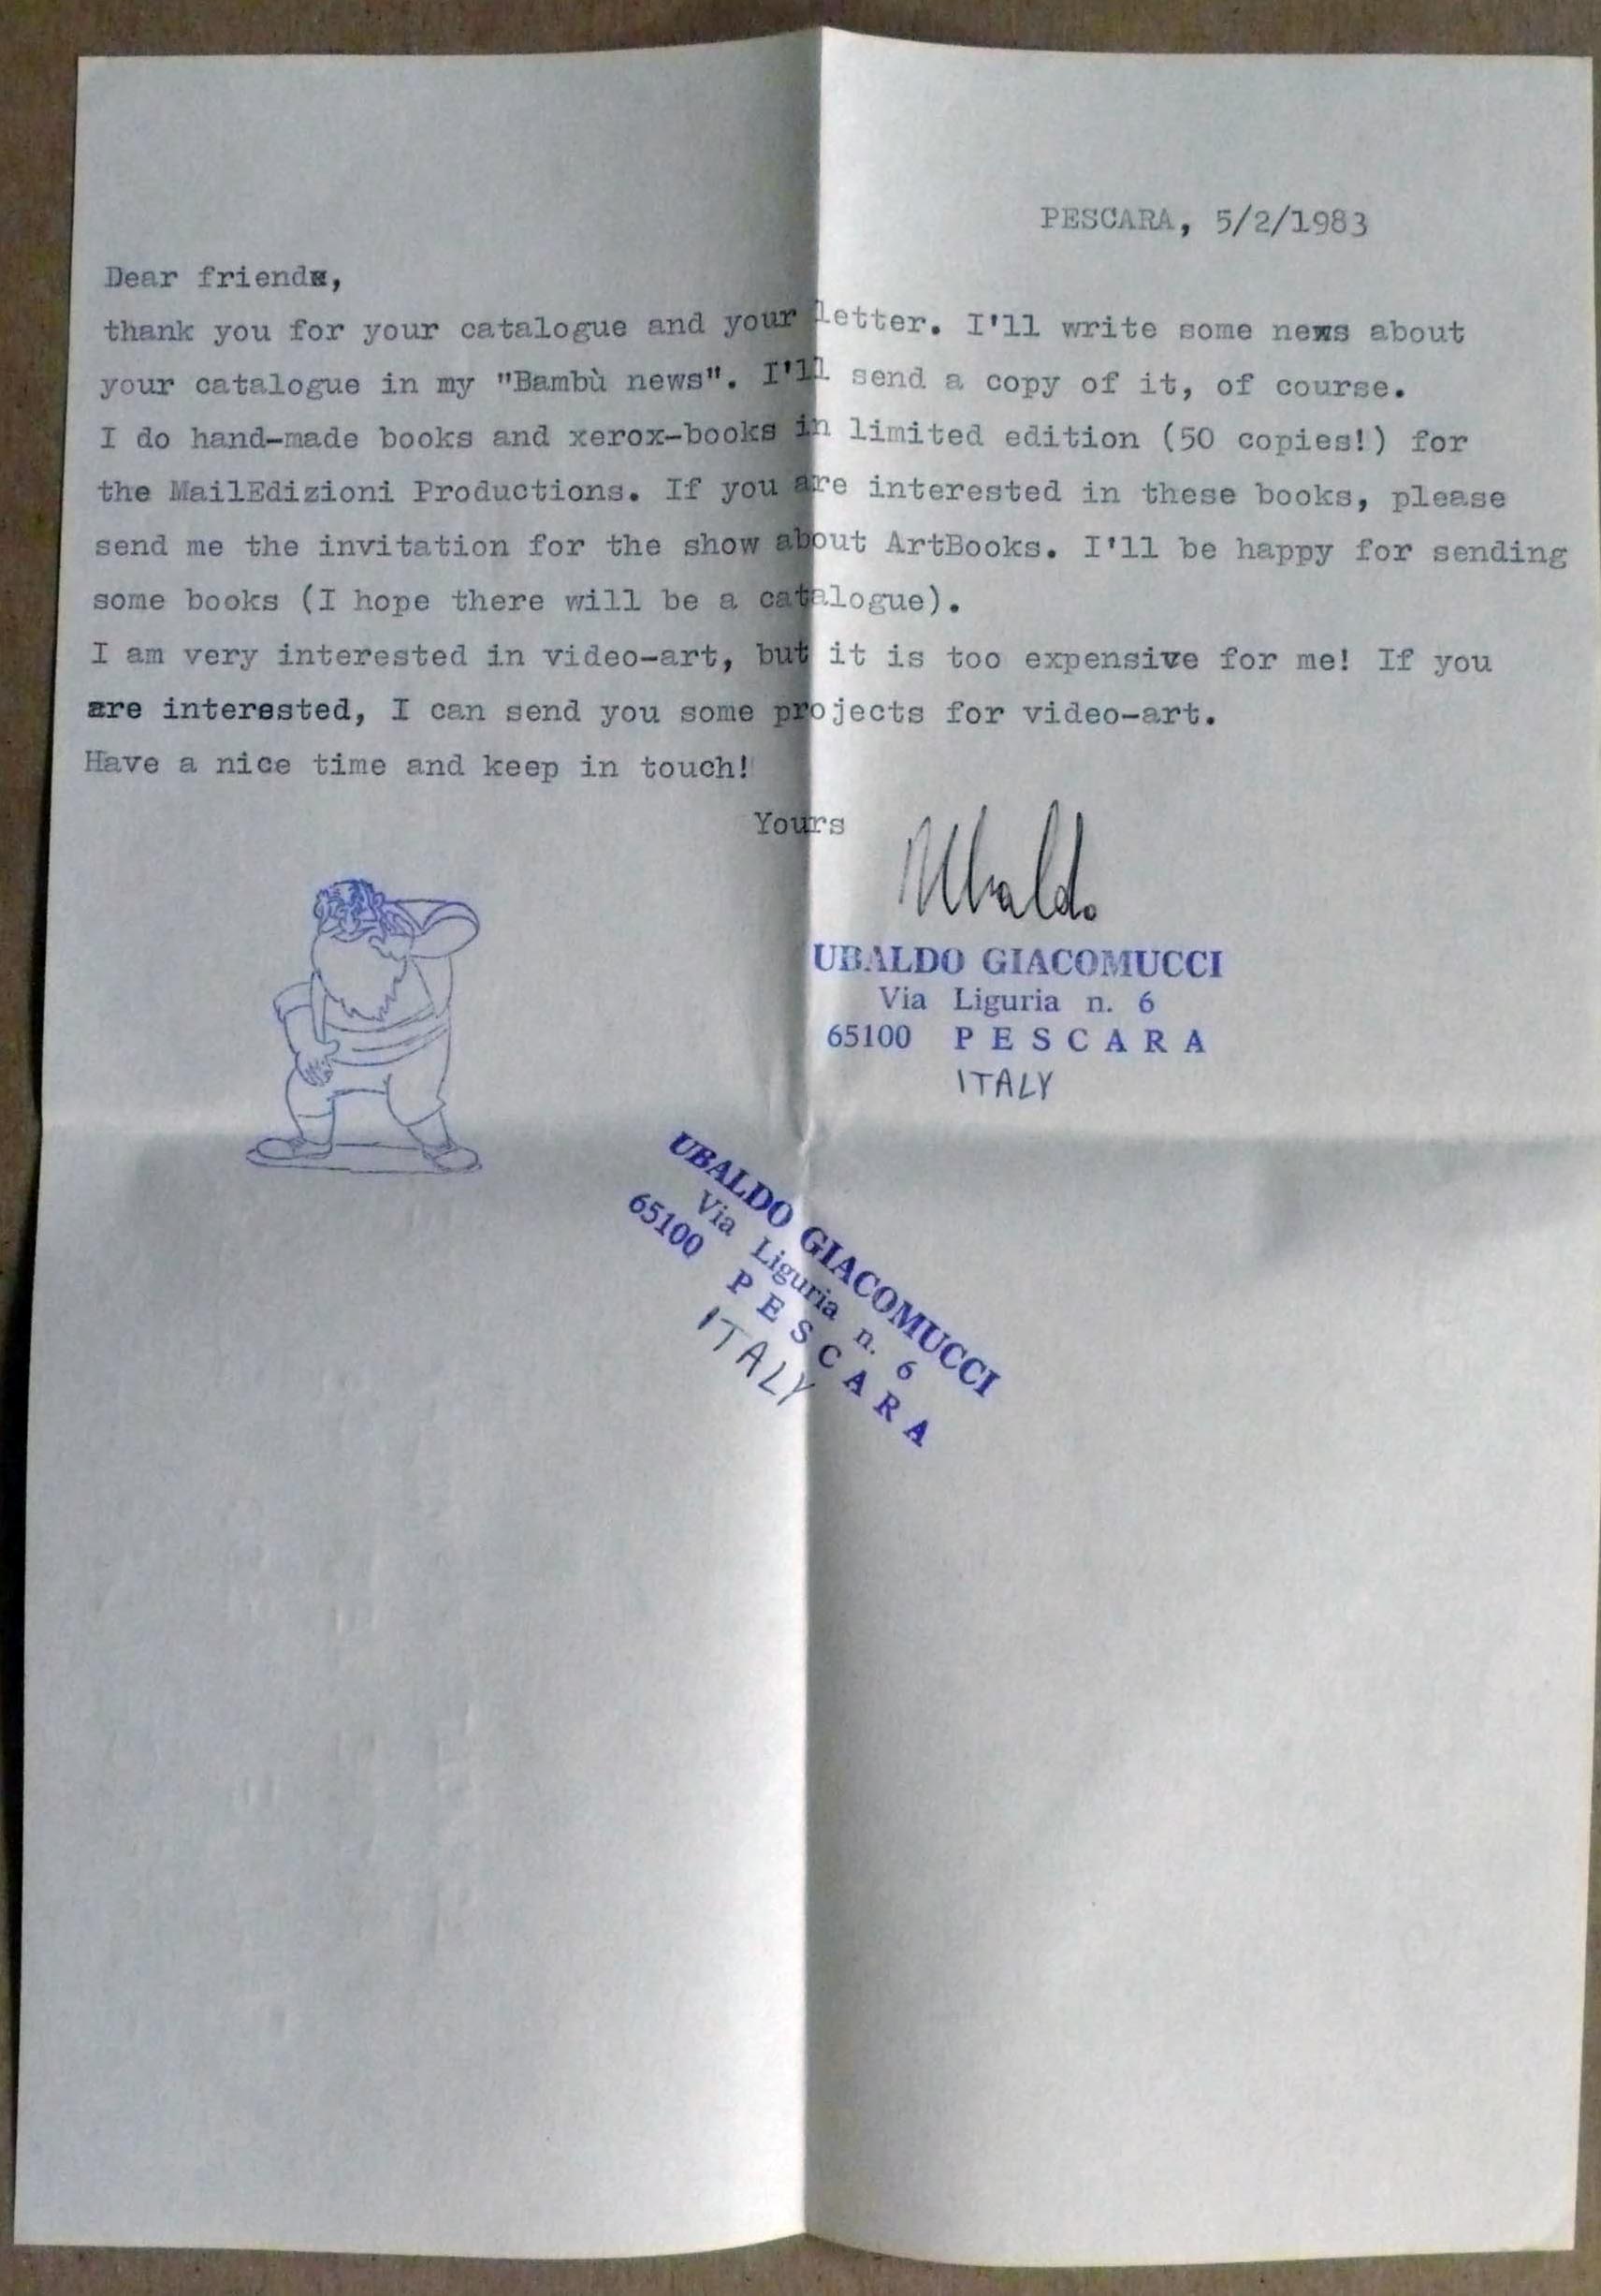 PESCARA, 5/2/1983
Dear friends,
thank you for your catalogue and your letter. I'll write some news about
your catalogue in my "Bambù news". I'll send a copy of it, of course.
I do hand-made books and xerox-books in limited edition (50 copies!) for
the MailEdizioni Productions. If you are interested in these books, please
send me the invitation for the show about ArtBooks. I'll be happy for sending
some books (I hope there will be a catalogue).
I am very interested in video-art, but it is too expensive for me! If you
are interested, I can send you some projects for video-art.
Have a nice time and keep in touch!
Yours
Ubaldo
UBALDO GIACOMUCCI
Via Liguria n. 6
65100 PESCARA
ITALY
UBALDO GIACOMUCCI
Via Liguria n. 6
65100 PESCARA
ITALY